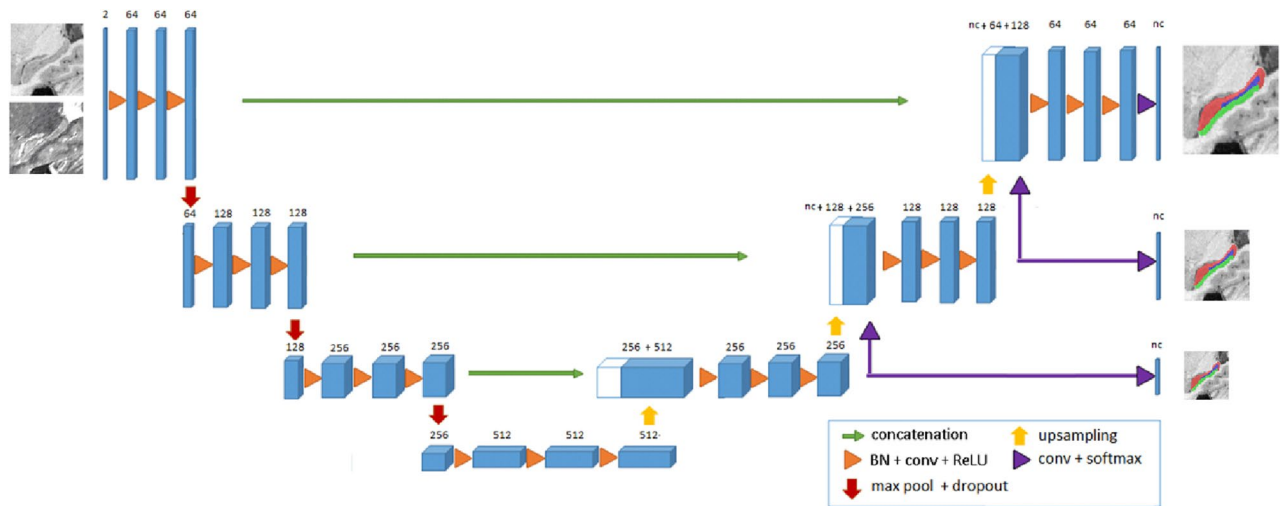 2 64 64 64
nc + 64 + 128 64 64 64 nc
64 128 128 128
nc + 128 + 256 128 128 128 nc
128 256 256 256
256 + 512 256 256 256 nc
256 512 512 512·
concatenation
upsampling
BN + conv + ReLU
conv + softmax
max pool + dropout